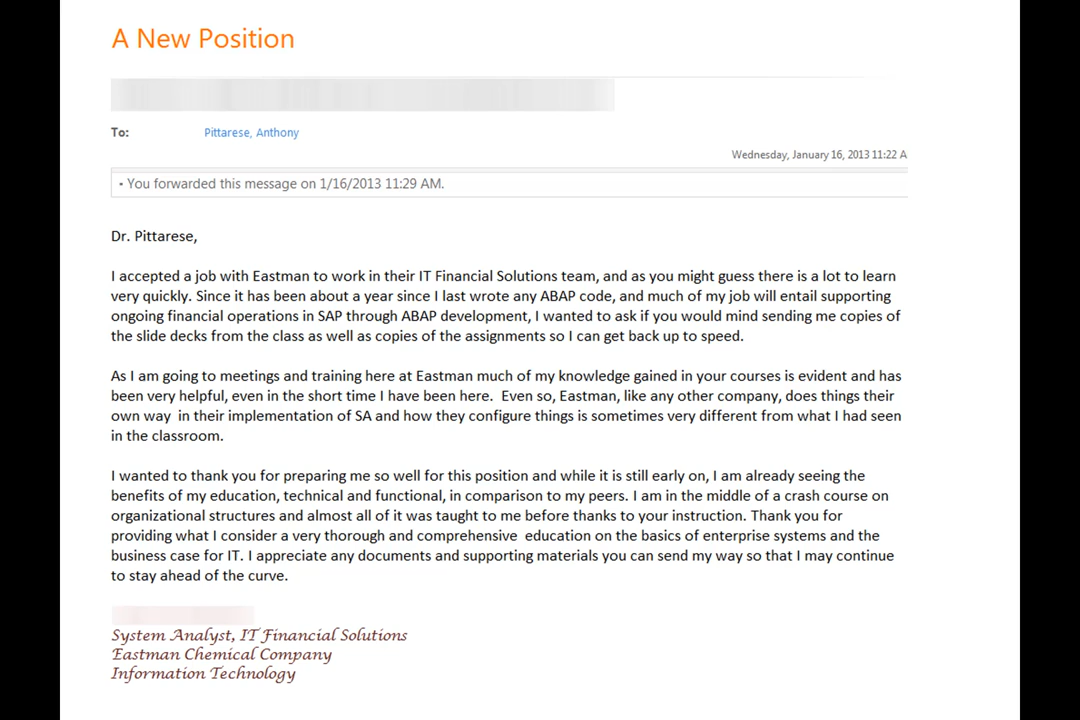 A New Position
To: Pittarese, Anthony
Wednesday, January 16, 2013 11:22 A
• You forwarded this message on 1/16/2013 11:29 AM.
Dr. Pittarese,
I accepted a job with Eastman to work in their IT Financial Solutions team, and as you might guess there is a lot to learn
very quickly. Since it has been about a year since I last wrote any ABAP code, and much of my job will entail supporting
ongoing financial operations in SAP through ABAP development, I wanted to ask if you would mind sending me copies of
the slide decks from the class as well as copies of the assignments so I can get back up to speed.
As I am going to meetings and training here at Eastman much of my knowledge gained in your courses is evident and has
been very helpful, even in the short time I have been here.  Even so, Eastman, like any other company, does things their
own way  in their implementation of SA and how they configure things is sometimes very different from what I had seen
in the classroom.
I wanted to thank you for preparing me so well for this position and while it is still early on, I am already seeing the
benefits of my education, technical and functional, in comparison to my peers. I am in the middle of a crash course on
organizational structures and almost all of it was taught to me before thanks to your instruction. Thank you for
providing what I consider a very thorough and comprehensive  education on the basics of enterprise systems and the
business case for IT. I appreciate any documents and supporting materials you can send my way so that I may continue
to stay ahead of the curve.
System Analyst, IT Financial Solutions
Eastman Chemical Company
Information Technology